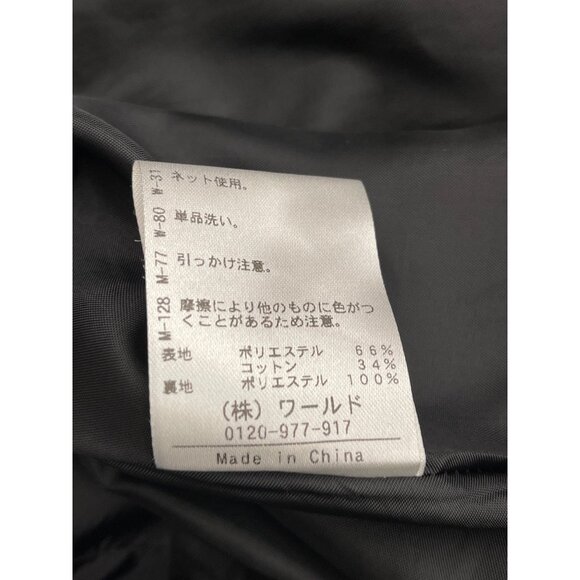 W-31 ネット使用。
W-80 単品洗い。
M-77 引っかけ注意。
M-128 摩擦により他のものに色がつ
くことがあるため注意。
表地 ポリエステル 66%
コットン 34%
裏地 ポリエステル 100%
(株) ワールド
0120-977-917
Made in China